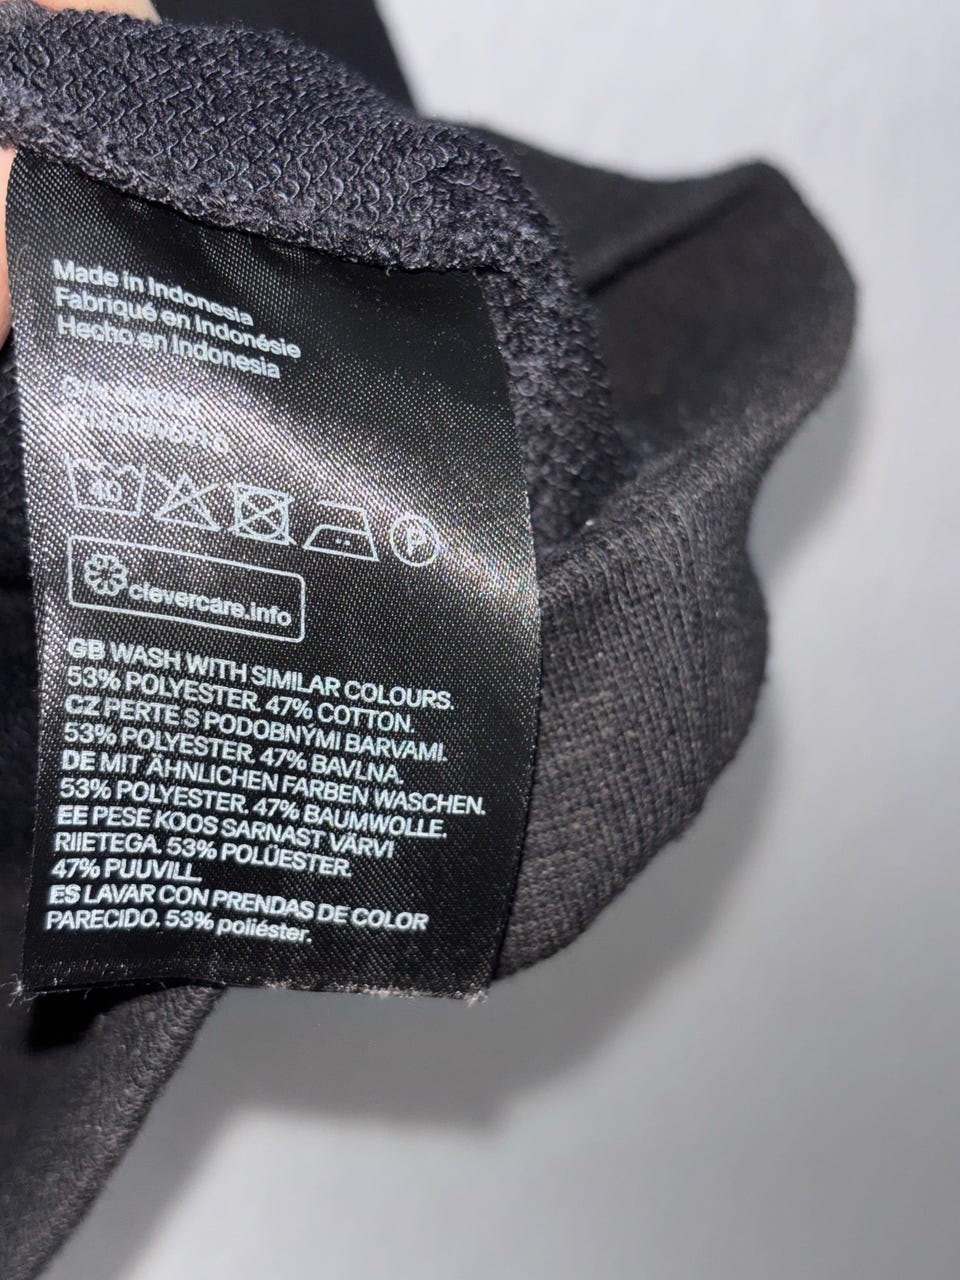 Made in Indonesia
Fabriqué en Indonésie
Hecho en Indonesia
40
P
clevercare.info
GB WASH WITH SIMILAR COLOURS.
53% POLYESTER. 47% COTTON.
CZ PERTE S PODOBNÝMI BARVAMI.
53% POLYESTER. 47% BAVLNA.
DE MIT ÄHNLICHEN FARBEN WASCHEN.
53% POLYESTER. 47% BAUMWOLLE.
EE PESE KOOS SARNAST VÄRVI
RIIETEGA. 53% POLÜESTER.
47% PUUVILL.
ES LAVAR CON PRENDAS DE COLOR
PARECIDO. 53% poliéster.